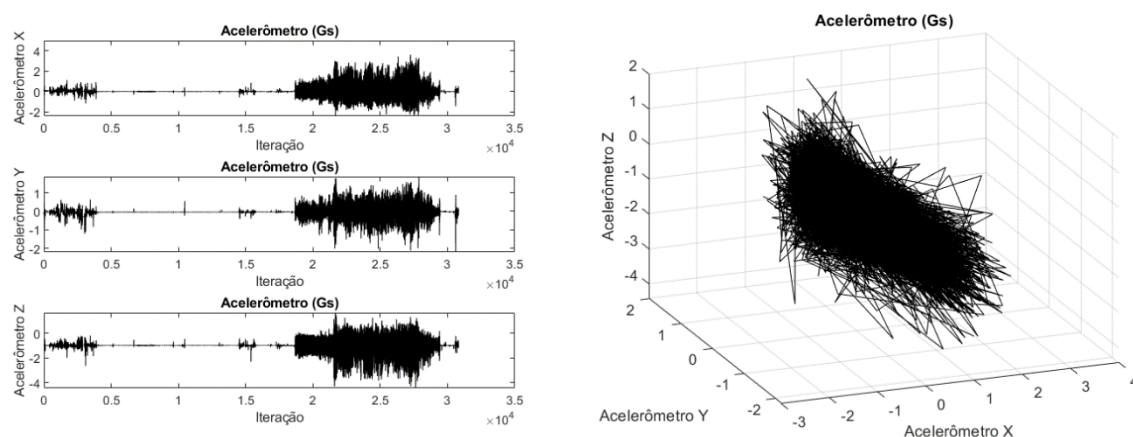 Acelerômetro (Gs)
Acelerômetro X
4
2
0
-2
0 0.5 1 1.5 2 2.5 3 3.5
Iteração
×10⁴
Acelerômetro (Gs)
Acelerômetro Y
1
0
-1
-2
0 0.5 1 1.5 2 2.5 3 3.5
Iteração
×10⁴
Acelerômetro (Gs)
Acelerômetro Z
0
-2
-4
0 0.5 1 1.5 2 2.5 3 3.5
Iteração
×10⁴
Acelerômetro (Gs)
Acelerômetro Z
2
1
0
-1
-2
-3
-4
2
1
0
-1
-2
Acelerômetro Y
-3 -2 -1 0 1 2 3 4
Acelerômetro X